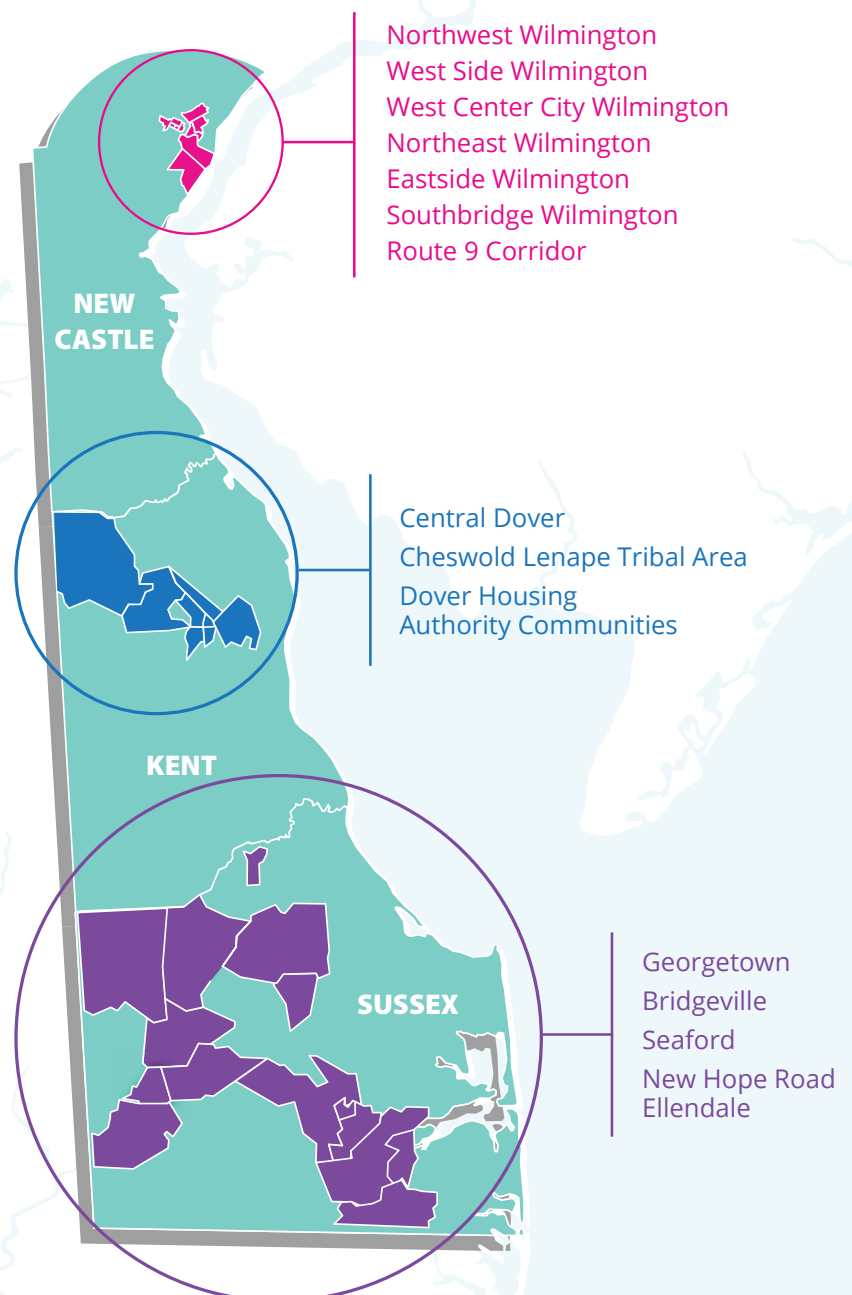 Northwest Wilmington
West Side Wilmington
West Center City Wilmington
Northeast Wilmington
Eastside Wilmington
Southbridge Wilmington
Route 9 Corridor
NEW
CASTLE
Central Dover
Cheswold Lenape Tribal Area
Dover Housing
Authority Communities
KENT
SUSSEX
Georgetown
Bridgeville
Seaford
New Hope Road
Ellendale